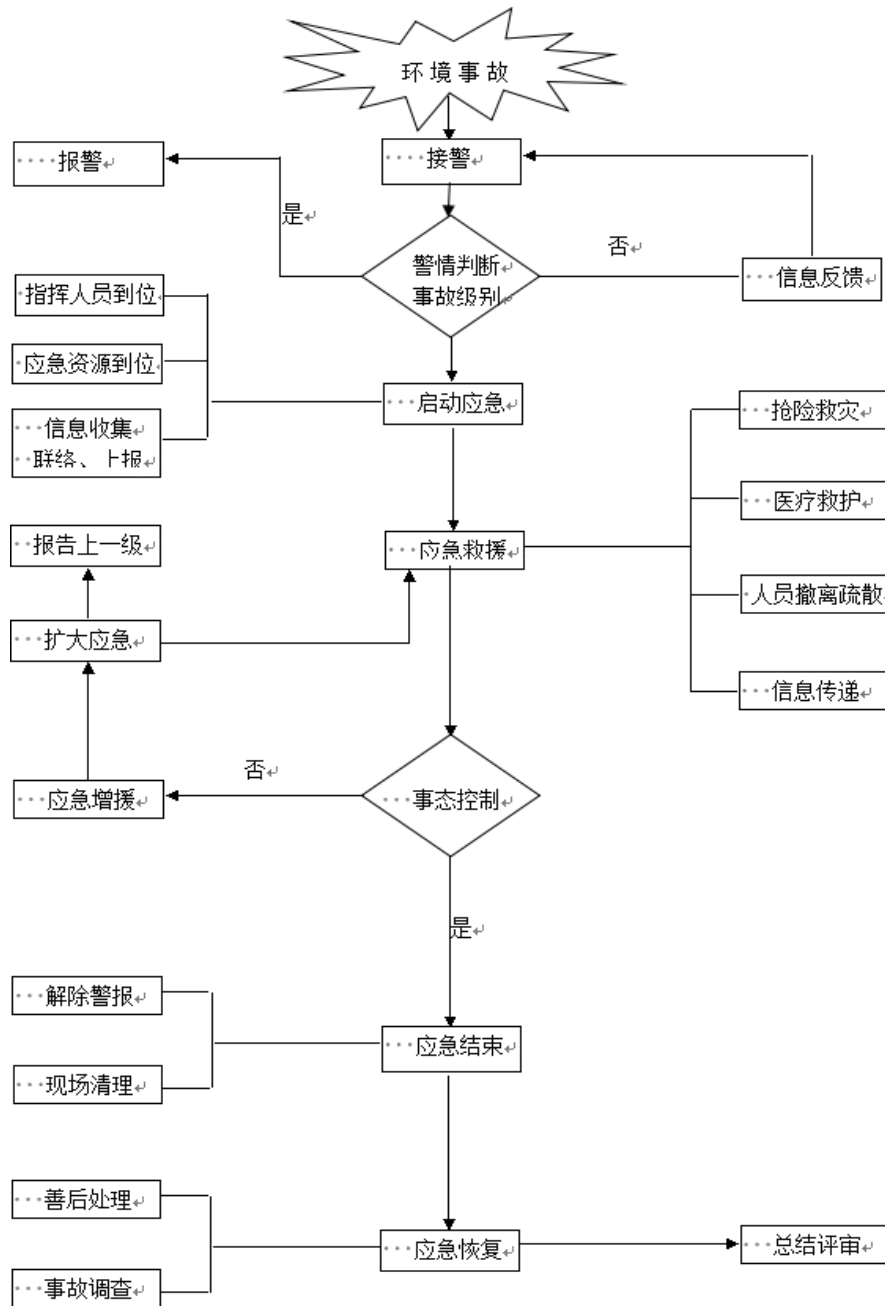 环境事故
报警
接警
是
否
警情判断
事故级别
信息反馈
指挥人员到位
应急资源到位
启动应急
信息收集
联络、上报
抢险救灾
医疗救护
报告上一级
应急救援
人员撤离疏散
扩大应急
信息传递
否
应急增援
事态控制
是
解除警报
应急结束
现场清理
善后处理
应急恢复
总结评审
事故调查